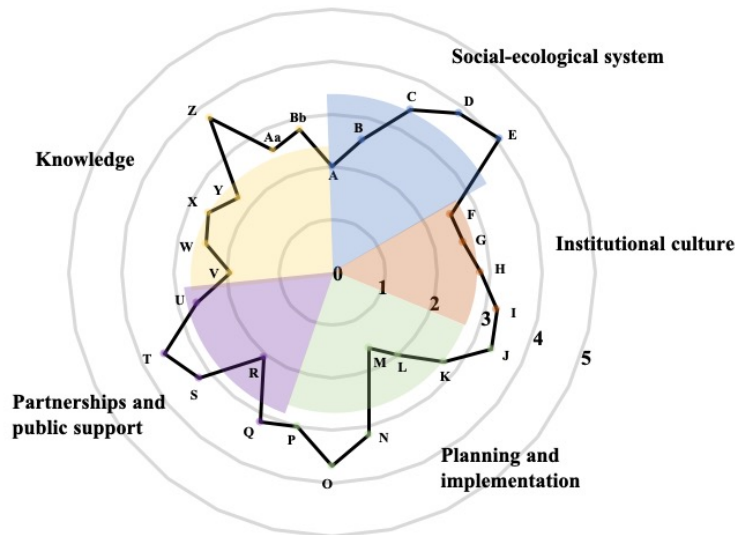 Social-ecological system
C
D
Z
Bb
B
E
Aa
Knowledge
A
Y
X
F
G
Institutional culture
W
V
0
H
1
U
2
3
I
4
M
L
J
5
T
R
K
S
Partnerships and
public support
Q
P
N
Planning and
implementation
O